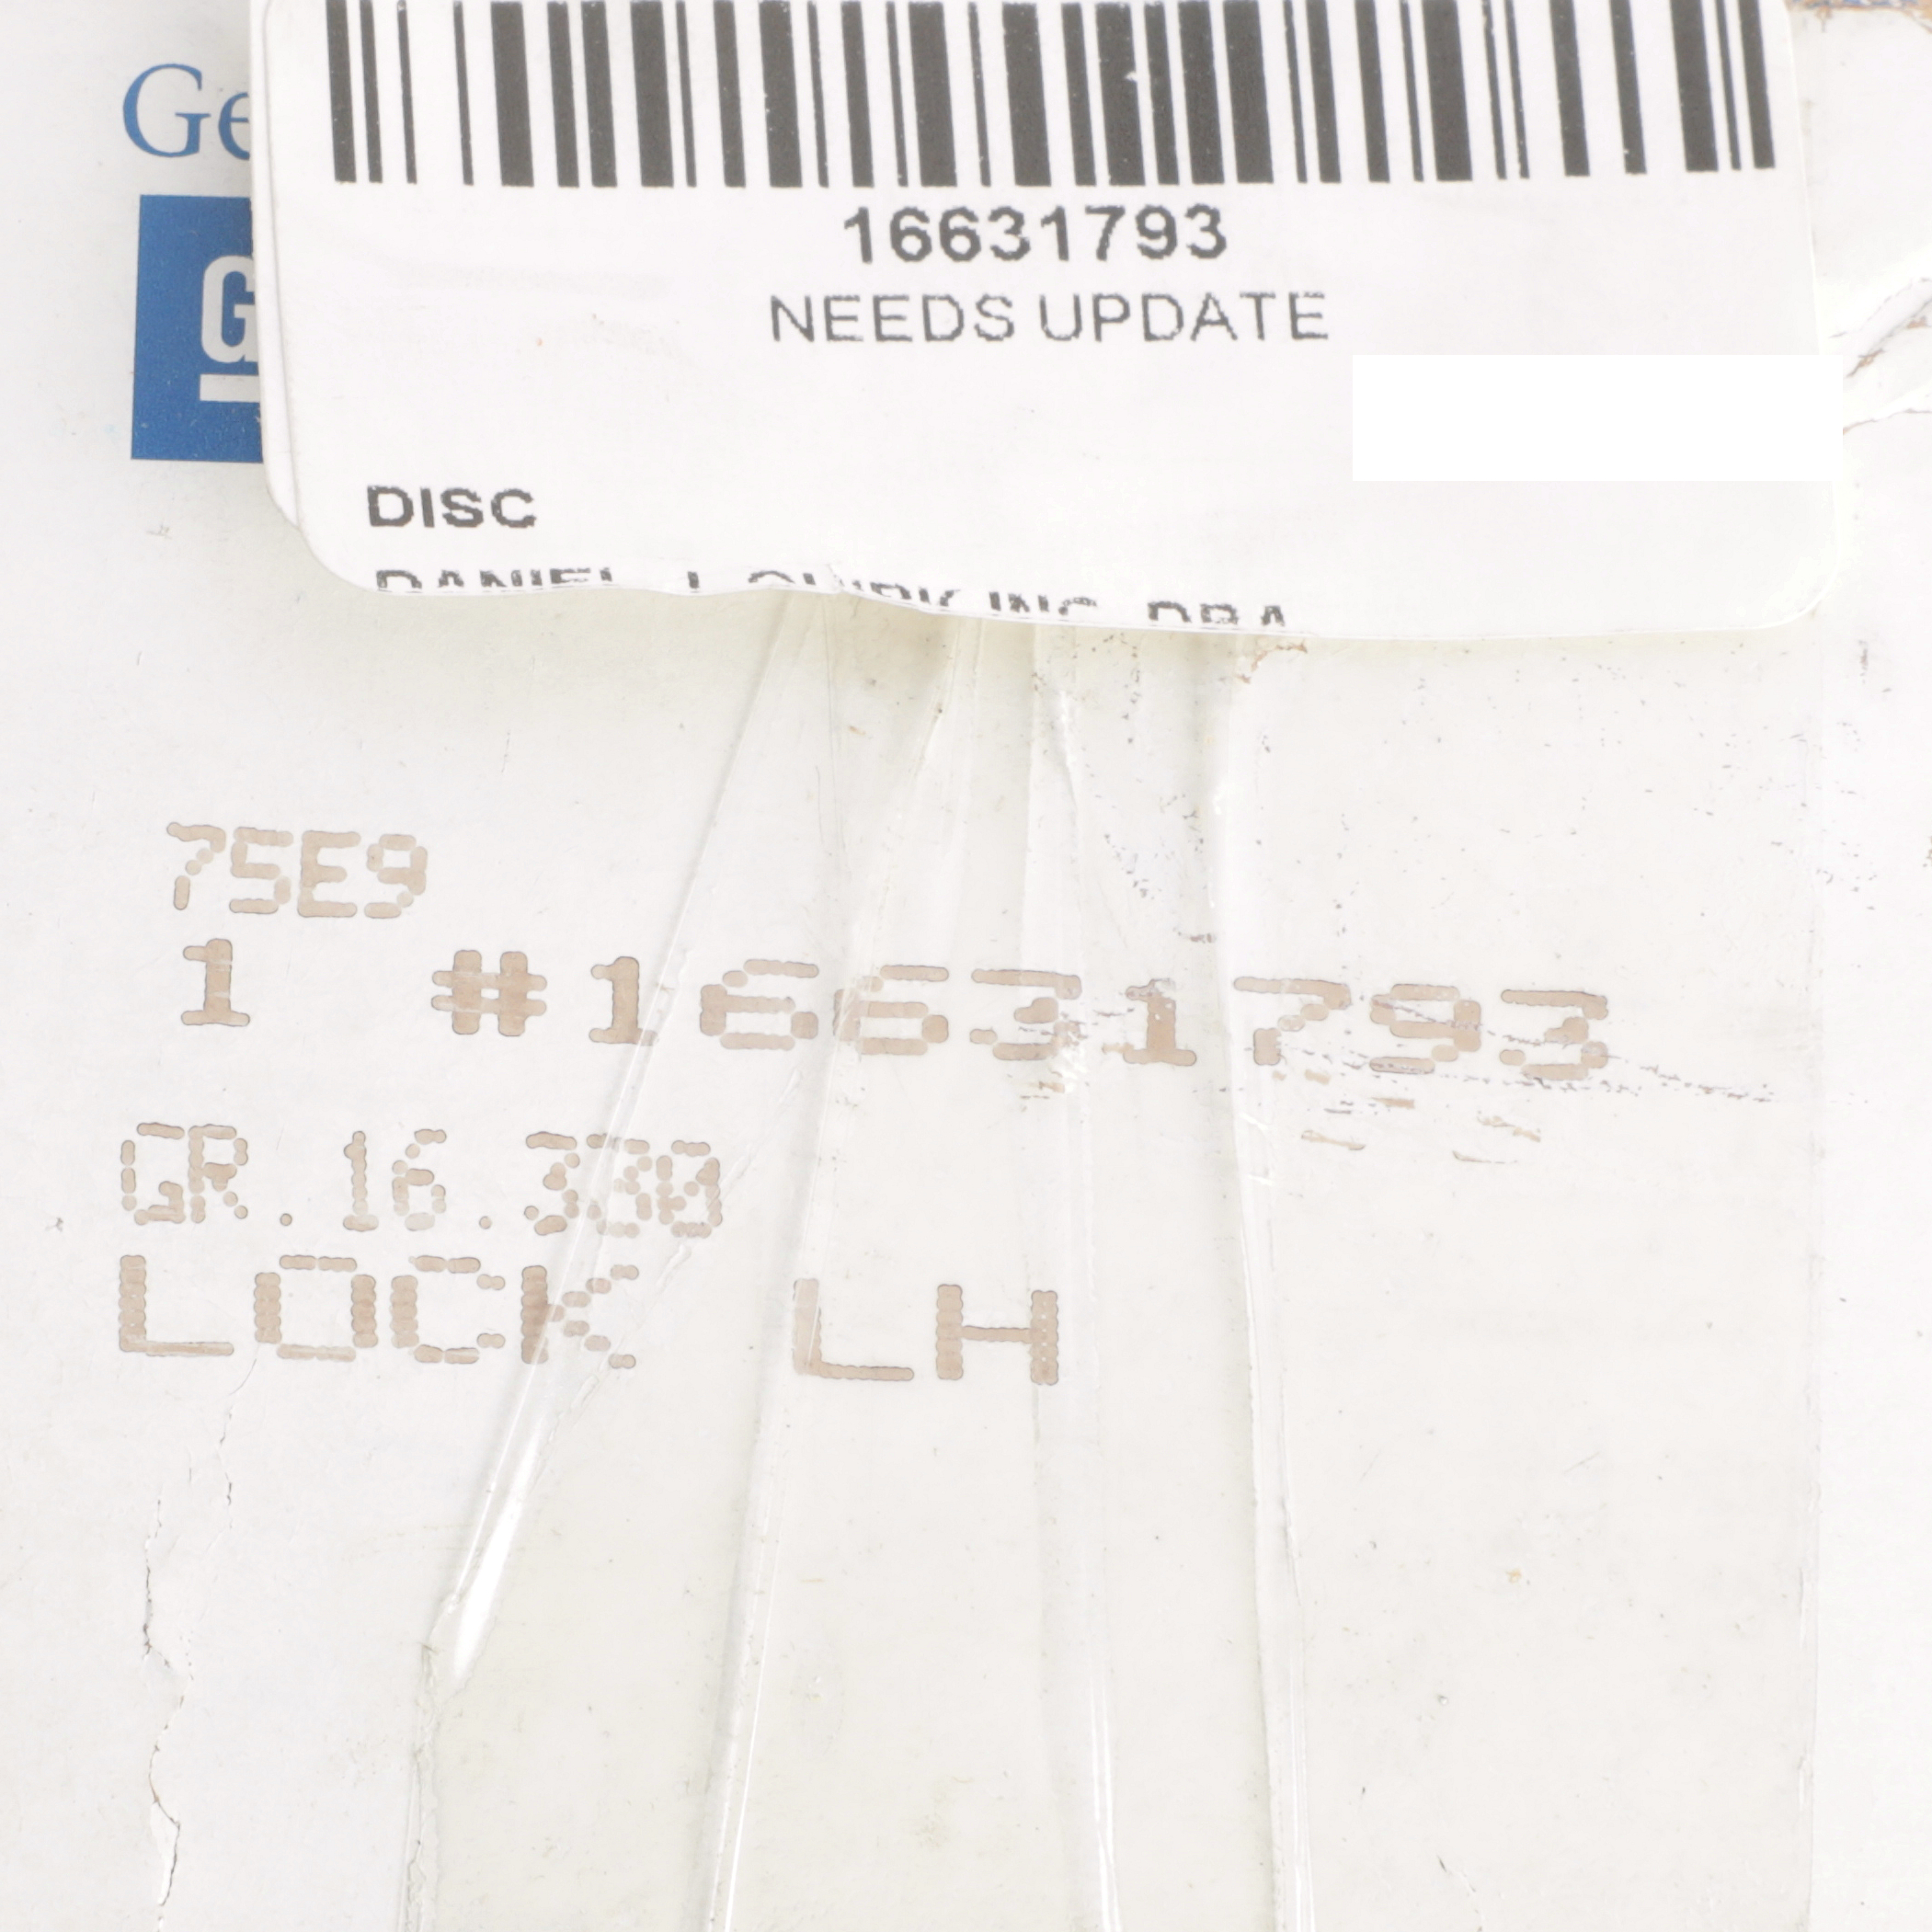 16631793
NEEDS UPDATE
DISC
75E9
1 #16631793
GR.16.380
LOCK LH